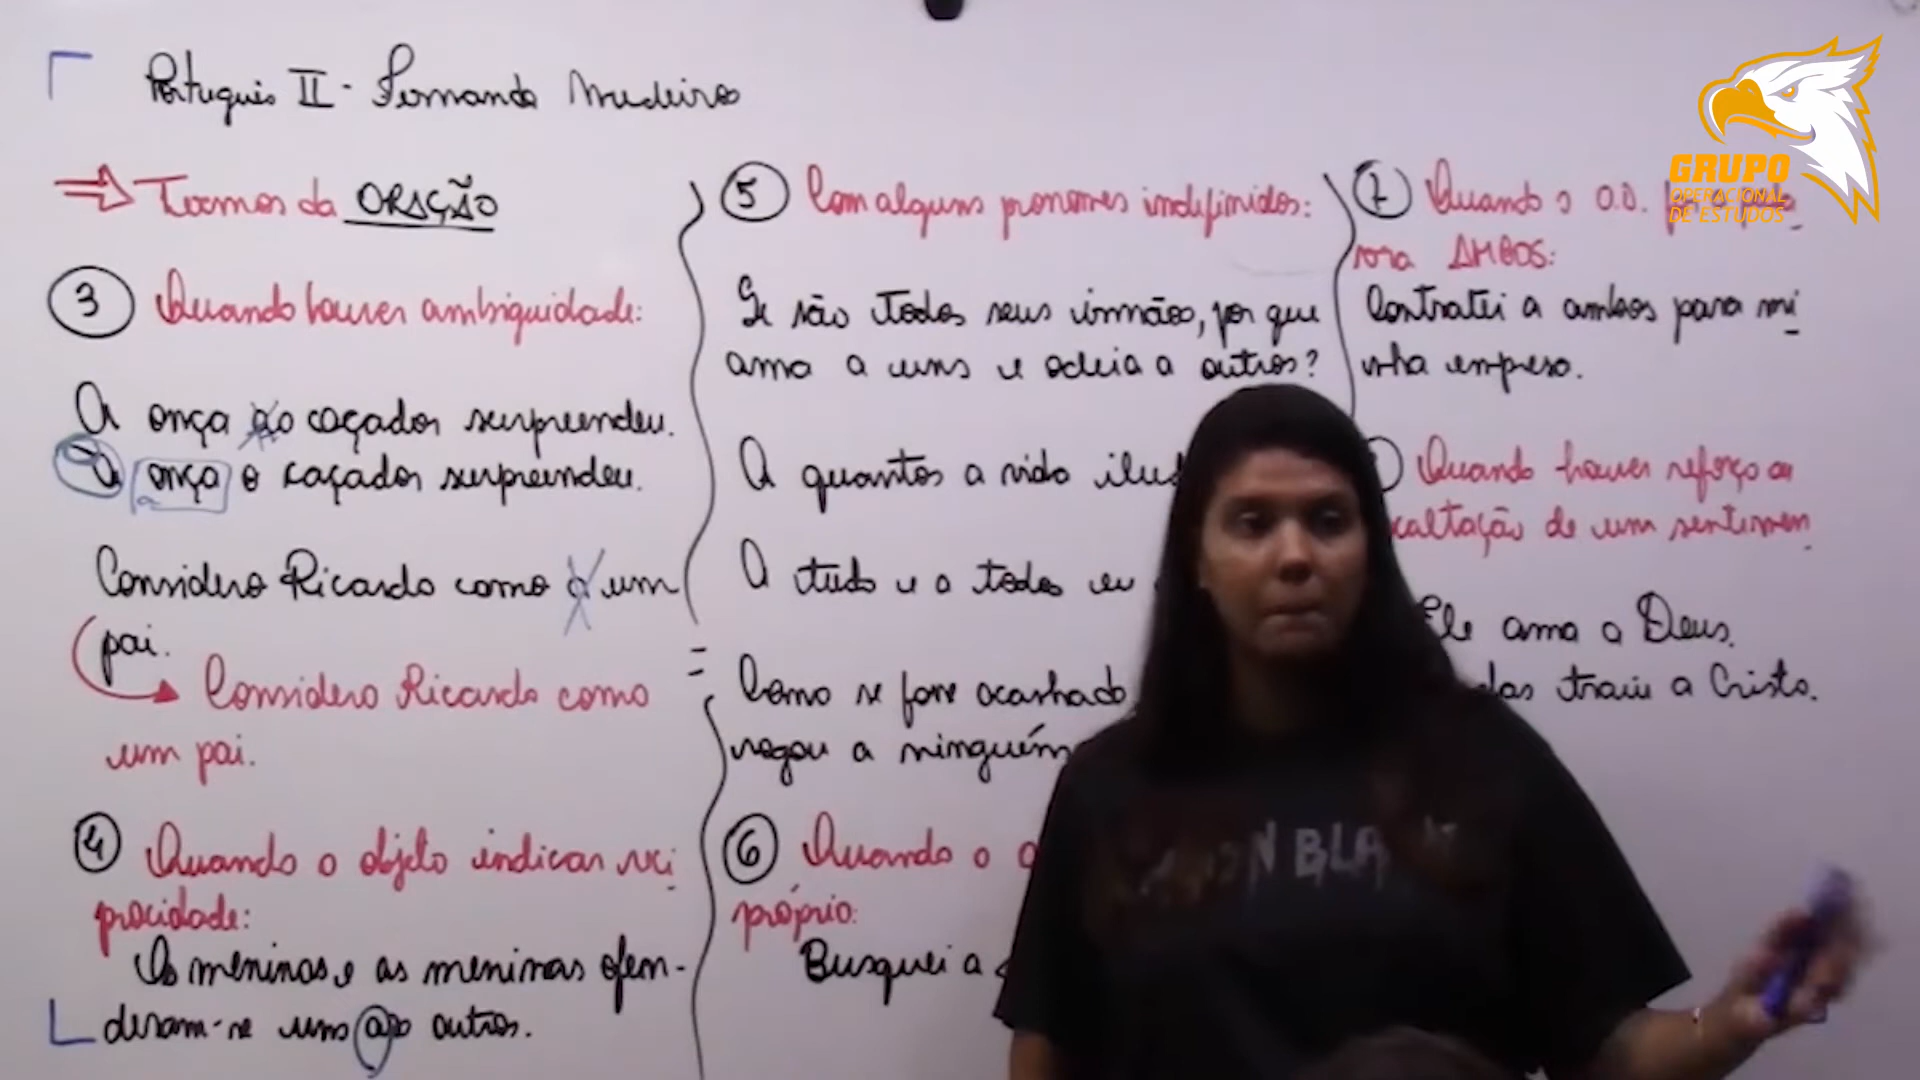 Português II - Fernanda Medeiros
⇒ Termos da ORAÇÃO
3 Quando houver ambiguidade:
A onça ao caçador surpreendeu.
A onça o caçador surpreendeu.
Considero Ricardo como a um
pai.
Considero Ricardo como
um pai.
4 Quando o objeto indicar reci
procidade:
Os meninos e as meninas ofen-
deram-se uns aos outros.
5 Com alguns pronomes indefinidos:
Se são todos seus irmãos, por que
ama a uns e odeia a outros?
A quantos a vida
A tudo e a todos eu
Como se fosse acanhado
negou a ninguém
6 Quando o
próprio:
Busquei a
7 Quando o O.D.
AMBOS:
Contratei a ambos para mi
nha empresa.
Quando houver reforço ou
exaltação de um sentimen
Ele ama a Deus.
traiu a Cristo.
GRUPO
OPERACIONAL
DE ESTUDOS